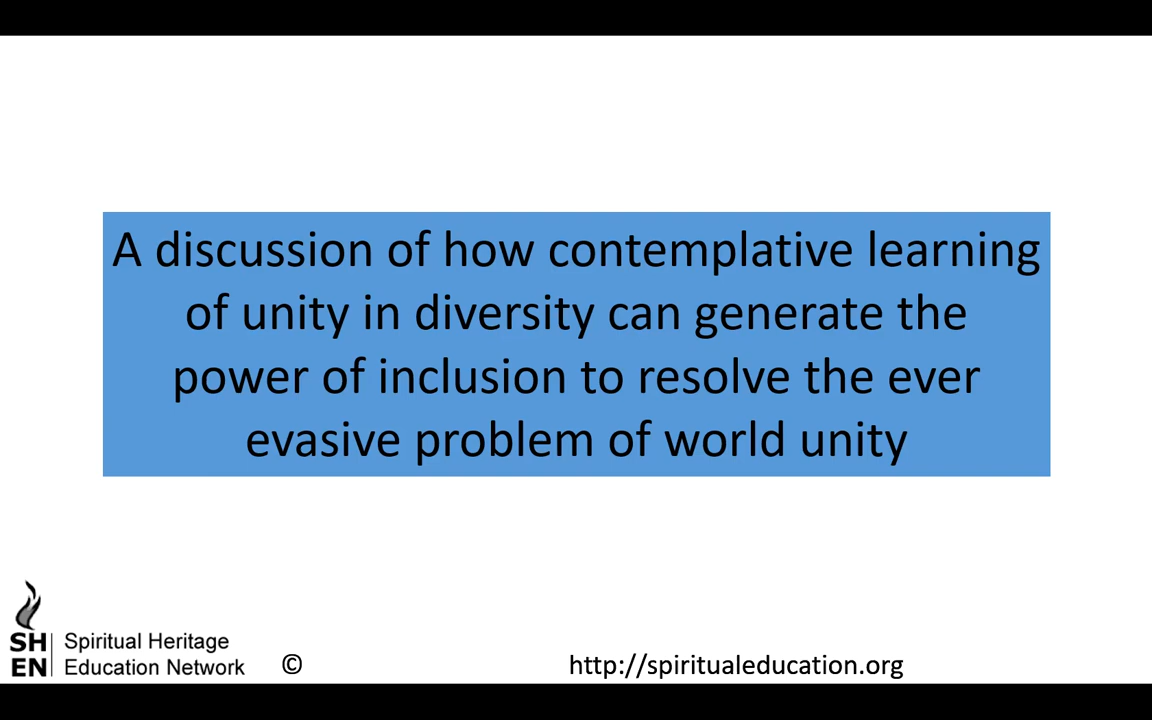 A discussion of how contemplative learning
of unity in diversity can generate the
power of inclusion to resolve the ever
evasive problem of world unity
SH
EN
Spiritual Heritage
Education Network
©
http://spiritualeducation.org